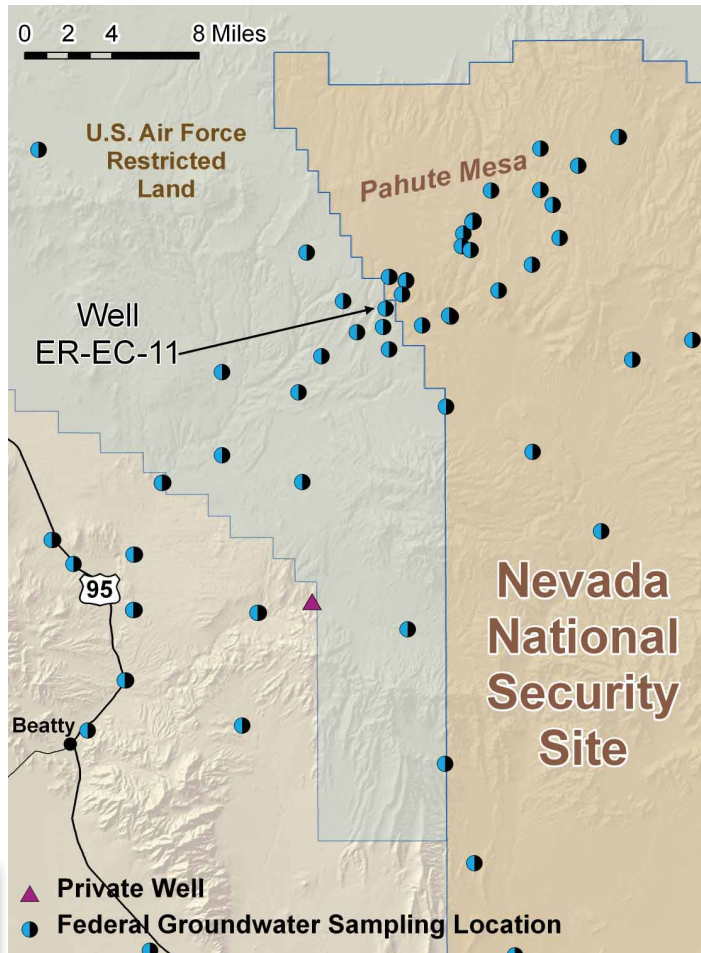 0 2 4 8 Miles
U.S. Air Force
Restricted
Land
Pahute Mesa
Well
ER-EC-11
95
Nevada
National
Security
Site
Beatty
Private Well
Federal Groundwater Sampling Location